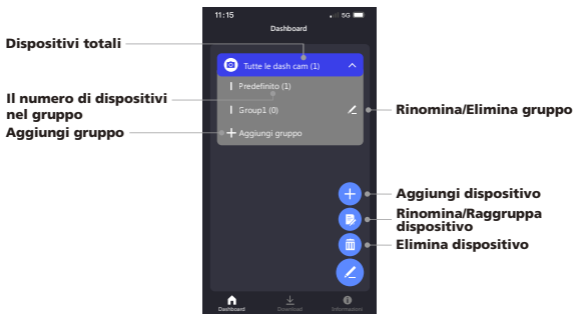 11:15
5G
Dashboard
Dispositivi totali
Tutte le dash cam (1)
Predefinito (1)
Il numero di dispositivi
nel gruppo
Group1 (0)
Rinomina/Elimina gruppo
Aggiungi gruppo
Aggiungi gruppo
Aggiungi dispositivo
Rinomina/Raggruppa
dispositivo
Elimina dispositivo
Dashboard
Download
Informazioni